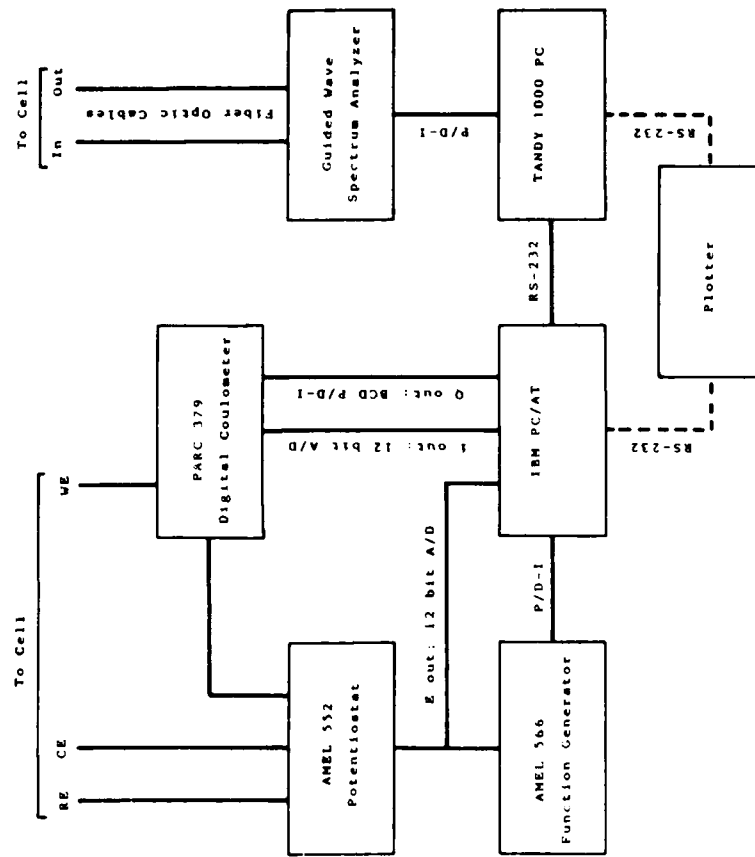 To Cell
RE
CE
WE
To Cell
In
Out
Fiber Optic Cables
PARC 379
Digital Coulometer
AMEL 552
Potentiostat
Guided Wave
Spectrum Analyzer
E out: 12 bit A/D
i out: 12 bit A/D
Q out: BCD P/D-I
P/D-I
AMEL 566
Function Generator
P/D-I
IBM PC/AT
RS-232
TANDY 1000 PC
RS-232
RS-232
Plotter